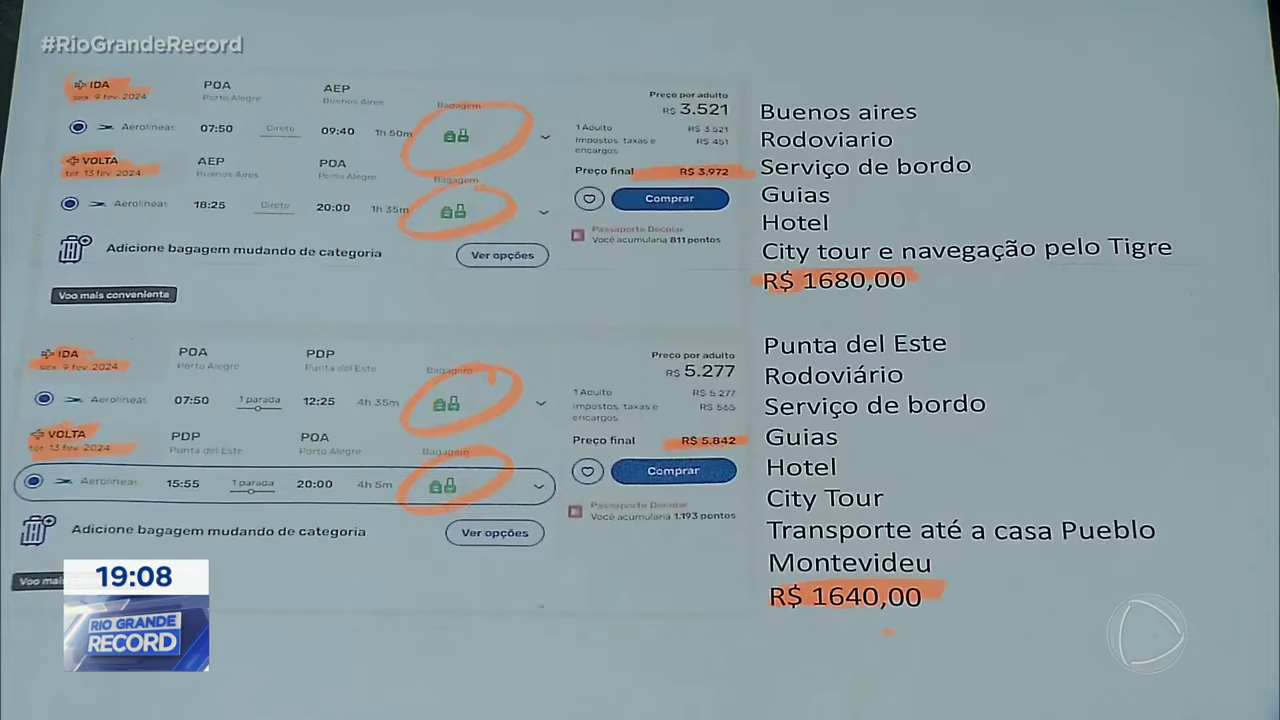 #RioGrandeRecord
IDA
sex. 9 fev. 2024
POA
Porto Alegre
AEP
Buenos Aires
Bagagem
Aerolíneas
07:50
Direto
09:40
1h 50m
VOLTA
ter. 13 fev. 2024
AEP
Buenos Aires
POA
Porto Alegre
Bagagem
Aerolíneas
18:25
Direto
20:00
1h 35m
Adicione bagagem mudando de categoria
Ver opções
Preço por adulto
R$ 3.521
1 Adulto R$ 3.521
Impostos, taxas e encargos R$ 451
Preço final R$ 3.972
Comprar
Passaporte Decolar
Você acumularia 811 pontos
Buenos aires
Rodoviario
Serviço de bordo
Guias
Hotel
City tour e navegação pelo Tigre
R$ 1680,00
Voo mais conveniente
IDA
sex. 9 fev. 2024
POA
Porto Alegre
PDP
Punta del Este
Bagagem
Aerolíneas
07:50
1 parada
12:25
4h 35m
VOLTA
ter. 13 fev. 2024
PDP
Punta del Este
POA
Porto Alegre
Bagagem
Aerolíneas
15:55
1 parada
20:00
4h 5m
Adicione bagagem mudando de categoria
Ver opções
Preço por adulto
R$ 5.277
1 Adulto R$ 5.277
Impostos, taxas e encargos R$ 565
Preço final R$ 5.842
Comprar
Passaporte Decolar
Você acumularia 1.193 pontos
Punta del Este
Rodoviário
Serviço de bordo
Guias
Hotel
City Tour
Transporte até a casa Pueblo
Montevideu
R$ 1640,00
Voo mais
19:08
RIO GRANDE
RECORD